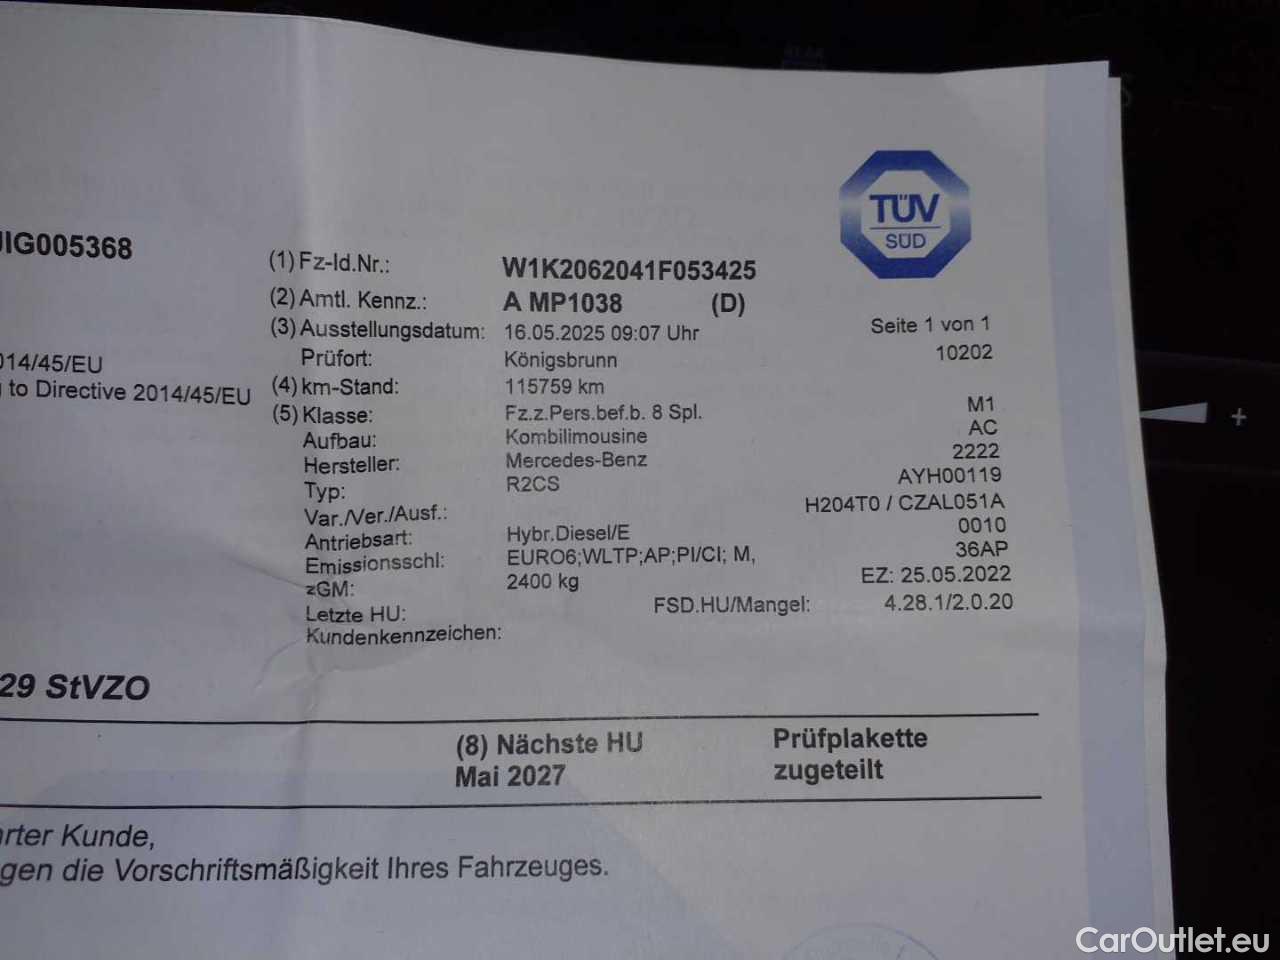 TÜV
SÜD
JIG005368
(1) Fz-Id.Nr.: W1K2062041F053425
(2) Amtl. Kennz.: A MP1038 (D)
(3) Ausstellungsdatum: 16.05.2025 09:07 Uhr Seite 1 von 1
Prüfort: Königsbrunn 10202
014/45/EU
to Directive 2014/45/EU
(4) km-Stand: 115759 km
(5) Klasse: Fz.z.Pers.bef.b. 8 Spl. M1
Aufbau: Kombilimousine AC
Hersteller: Mercedes-Benz 2222
Typ: R2CS AYH00119
Var./Ver./Ausf.: H204T0 / CZAL051A
Antriebsart: Hybr.Diesel/E 0010
Emissionsschl: EURO6;WLTP;AP;PI/CI; M, 36AP
zGM: 2400 kg EZ: 25.05.2022
Letzte HU: FSD.HU/Mangel: 4.28.1/2.0.20
Kundenkennzeichen:
29 StVZO
(8) Nächste HU Prüfplakette
Mai 2027 zugeteilt
rter Kunde,
gen die Vorschriftsmäßigkeit Ihres Fahrzeuges.
+
CarOutlet.eu